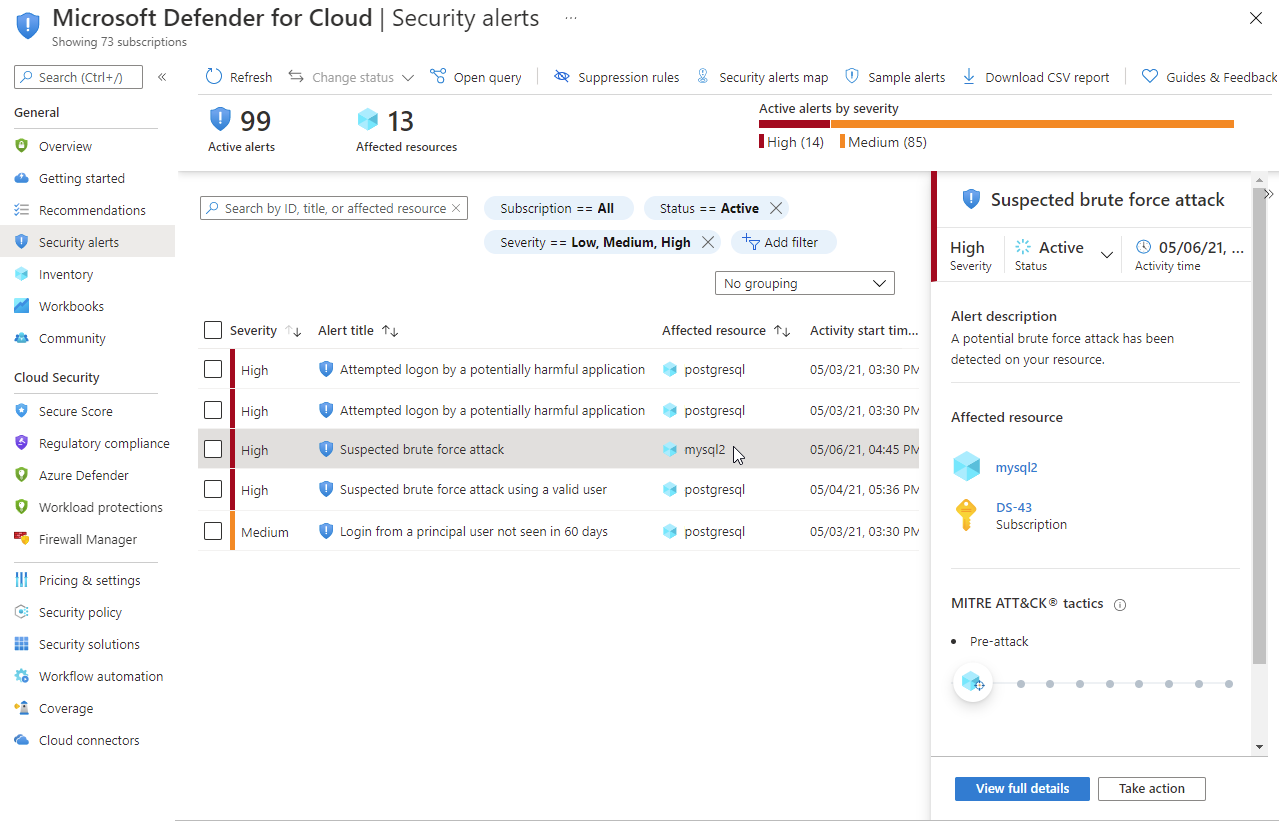 Microsoft Defender for Cloud | Security alerts ...
Showing 73 subscriptions
Search (Ctrl+/)
«
General
Overview
Getting started
Recommendations
Security alerts
Inventory
Workbooks
Community
Cloud Security
Secure Score
Regulatory compliance
Azure Defender
Workload protections
Firewall Manager
Pricing & settings
Security policy
Security solutions
Workflow automation
Coverage
Cloud connectors
Refresh Change status Open query Suppression rules Security alerts map Sample alerts Download CSV report Guides & Feedback
99
Active alerts
13
Affected resources
Active alerts by severity
High (14) Medium (85)
Search by ID, title, or affected resource
Subscription == All Status == Active
Severity == Low, Medium, High Add filter
No grouping
Severity Alert title Affected resource Activity start tim...
High Attempted logon by a potentially harmful application postgresql 05/03/21, 03:30 PM
High Attempted logon by a potentially harmful application postgresql 05/03/21, 03:30 PM
High Suspected brute force attack mysql2 05/06/21, 04:45 PM
High Suspected brute force attack using a valid user postgresql 05/04/21, 05:36 PM
Medium Login from a principal user not seen in 60 days postgresql 05/03/21, 03:30 PM
»
Suspected brute force attack
High Active 05/06/21, ...
Severity Status Activity time
Alert description
A potential brute force attack has been
detected on your resource.
Affected resource
mysql2
DS-43
Subscription
MITRE ATT&CK® tactics
• Pre-attack
View full details Take action